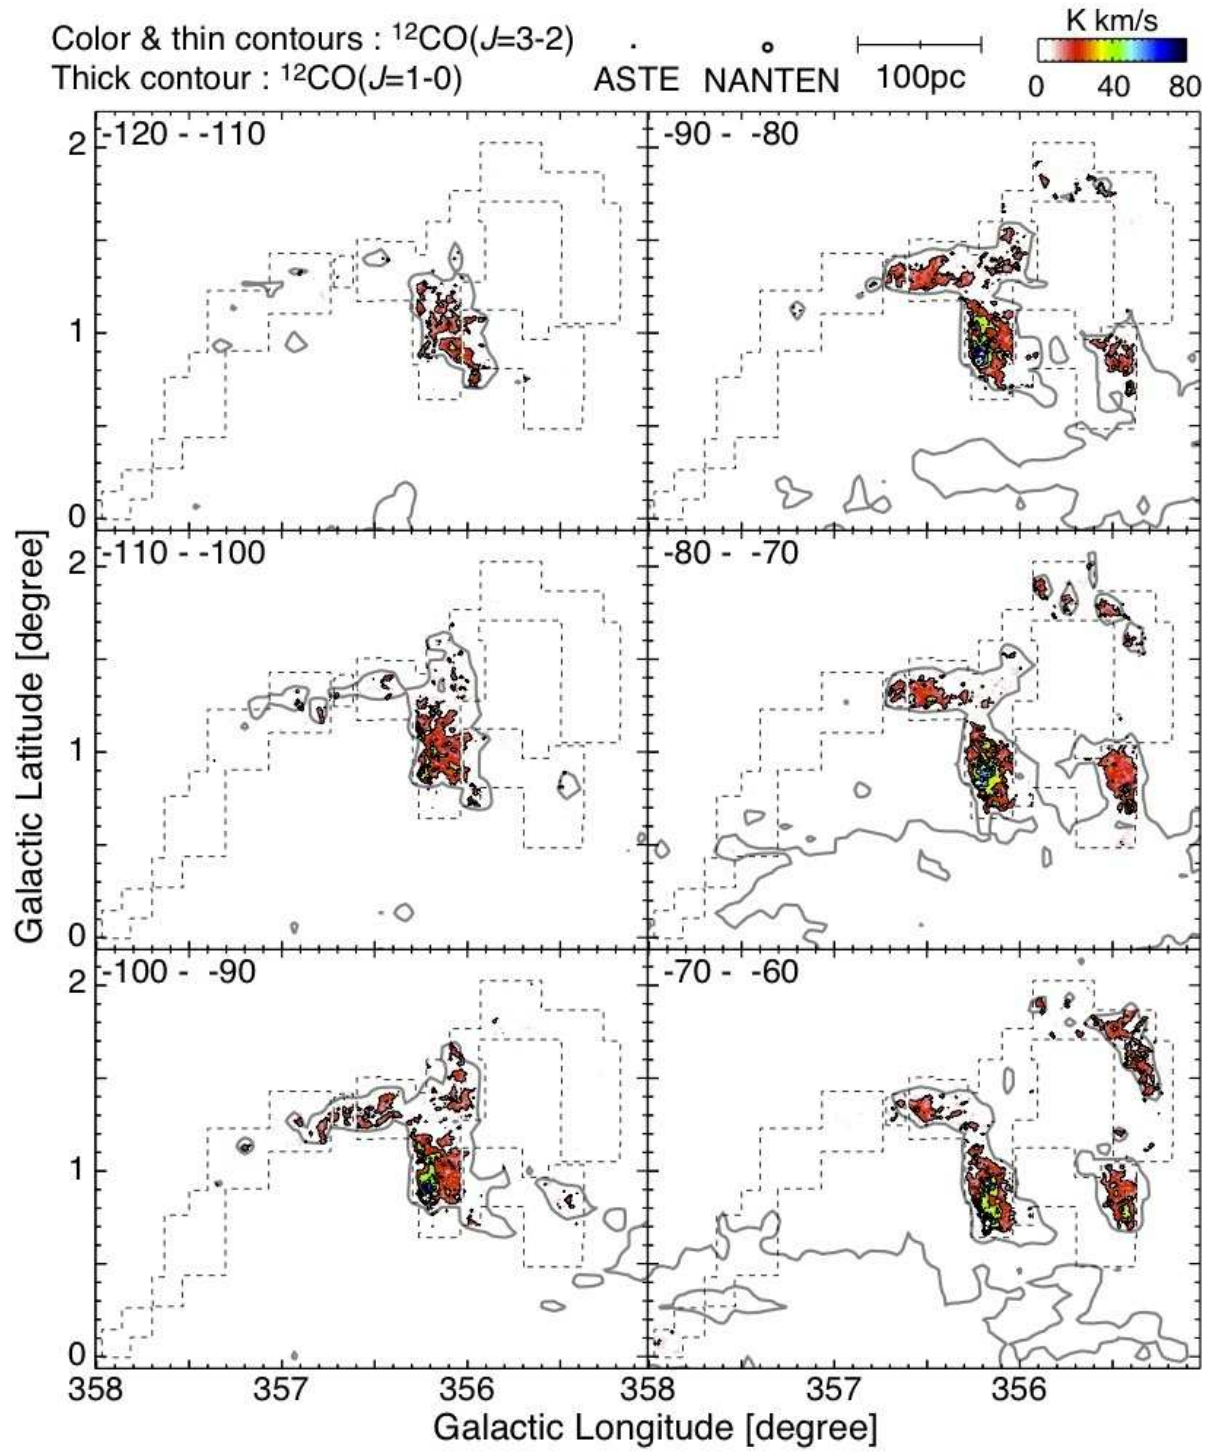 Color & thin contours : ¹²CO(J=3-2)
Thick contour : ¹²CO(J=1-0)
ASTE NANTEN
100pc
K km/s
0 40 80
-120 - -110
-90 - -80
2
1
0
-110 - -100
-80 - -70
2
1
0
-100 - -90
-70 - -60
2
1
0
358 357 356 358 357 356
Galactic Latitude [degree]
Galactic Longitude [degree]